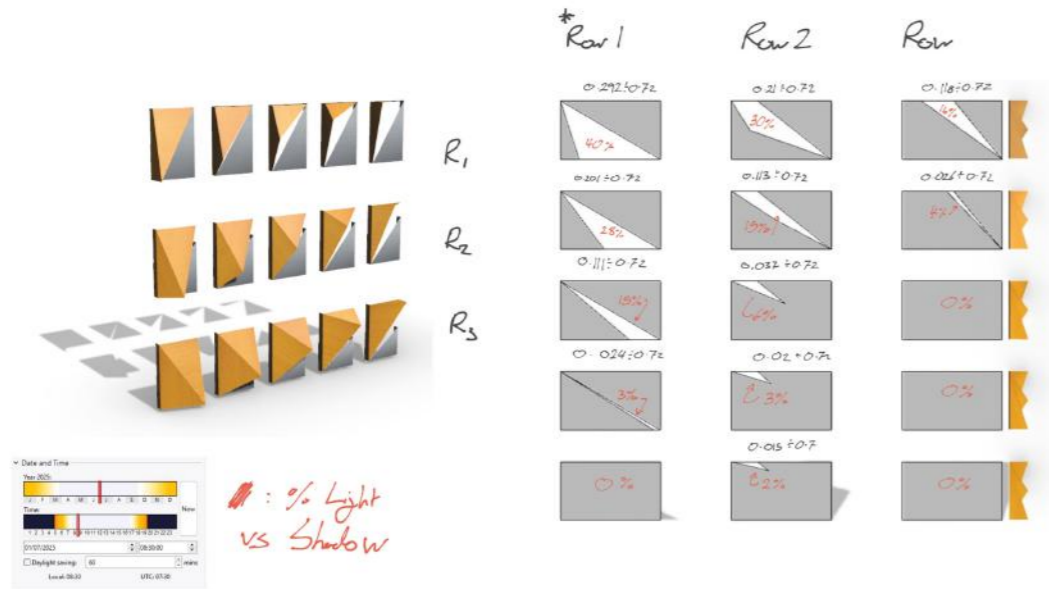 *
Row 1
Row 2
Row
R1
R2
R3
0.292÷0.72
40%
0.21÷0.72
30%
0.118÷0.72
16%
0.201÷0.72
28%
0.113÷0.72
15%
0.026÷0.72
4%
0.111÷0.72
15%
0.037÷0.72
6%
0%
0.024÷0.72
3%
0.02÷0.72
3%
0%
0%
0.015÷0.7
2%
0%
Date and Time
Year 2025:
J F M A M J J A S O N D
Now
Time:
1 2 3 4 5 6 7 8 9 10 11 12 13 14 15 16 17 18 19 20 21 22 23
01/07/2025
08:30:00
Daylight saving: 60 mins
Local: 08:30
UTC: 07:30
: % Light
vs Shadow